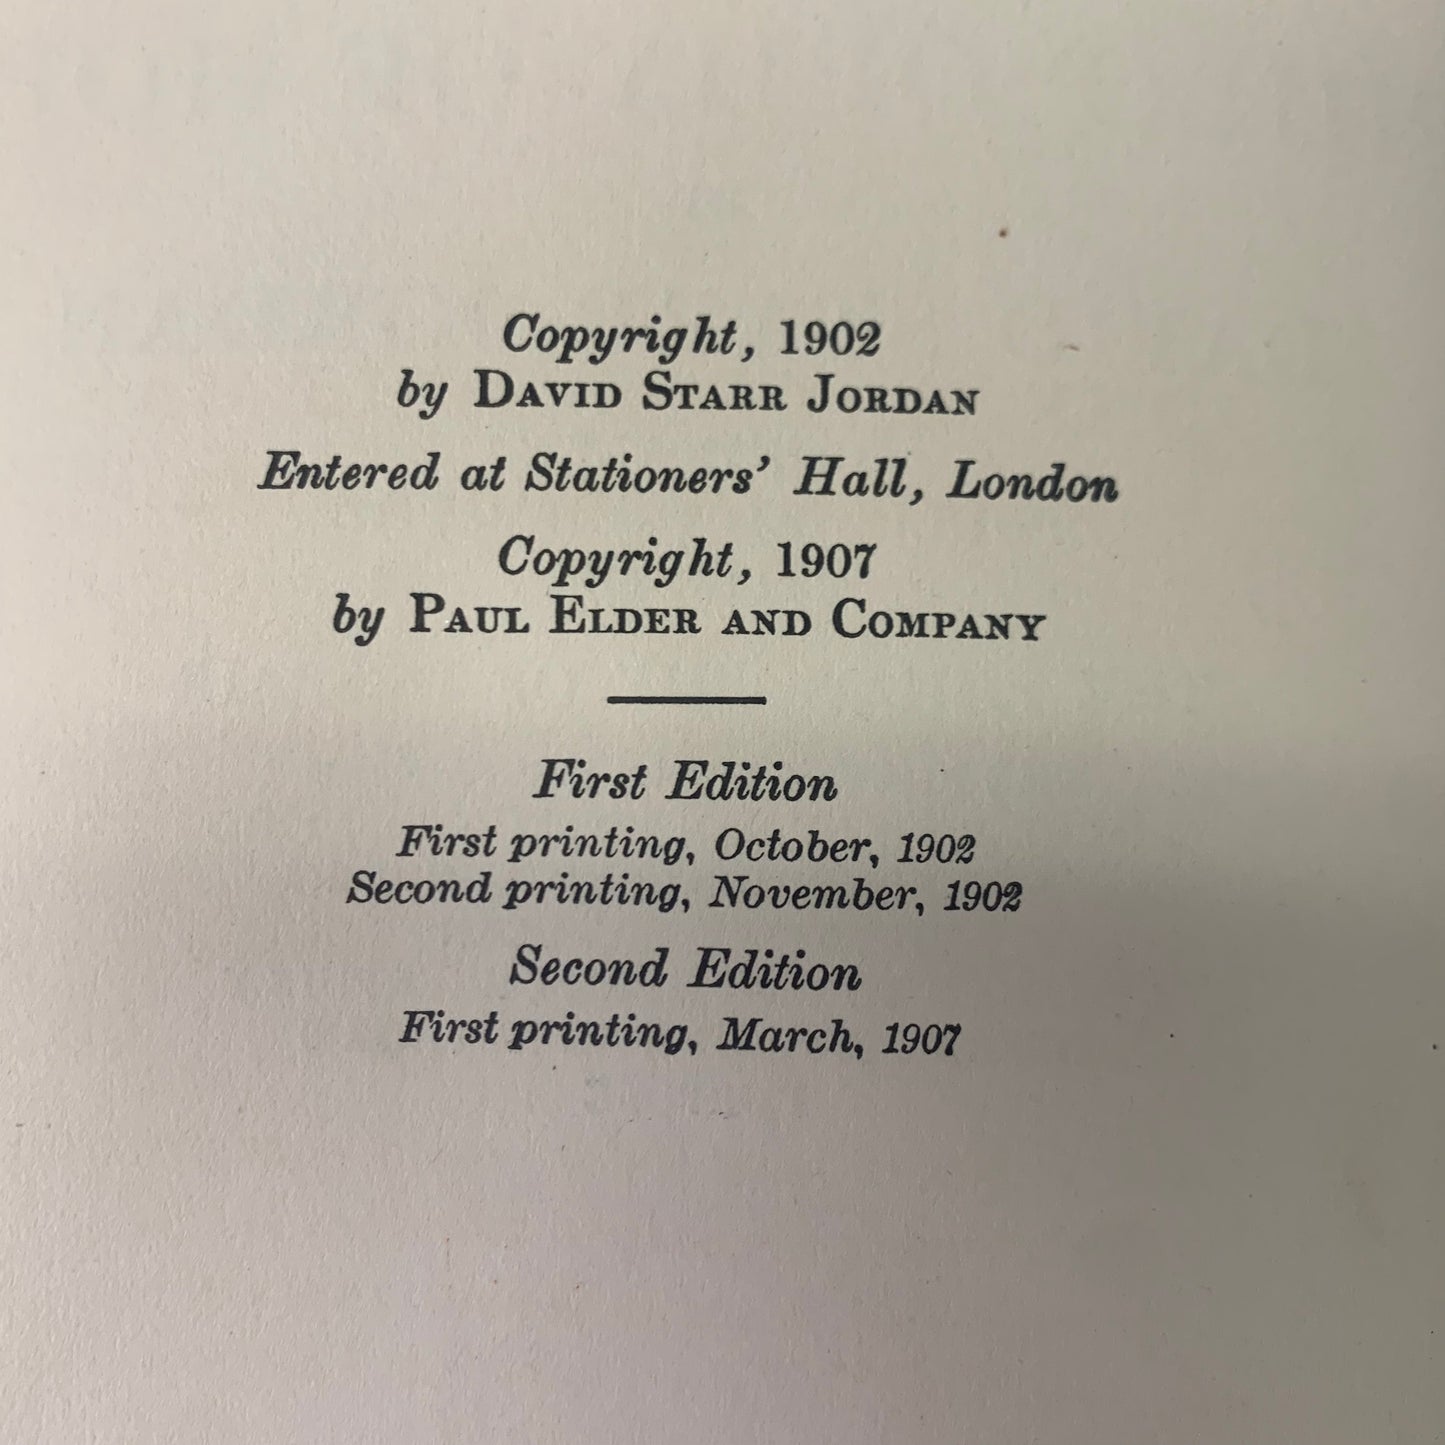 Copyright, 1902
by David Starr Jordan
Entered at Stationers' Hall, London
Copyright, 1907
by Paul Elder and Company
First Edition
First printing, October, 1902
Second printing, November, 1902
Second Edition
First printing, March, 1907